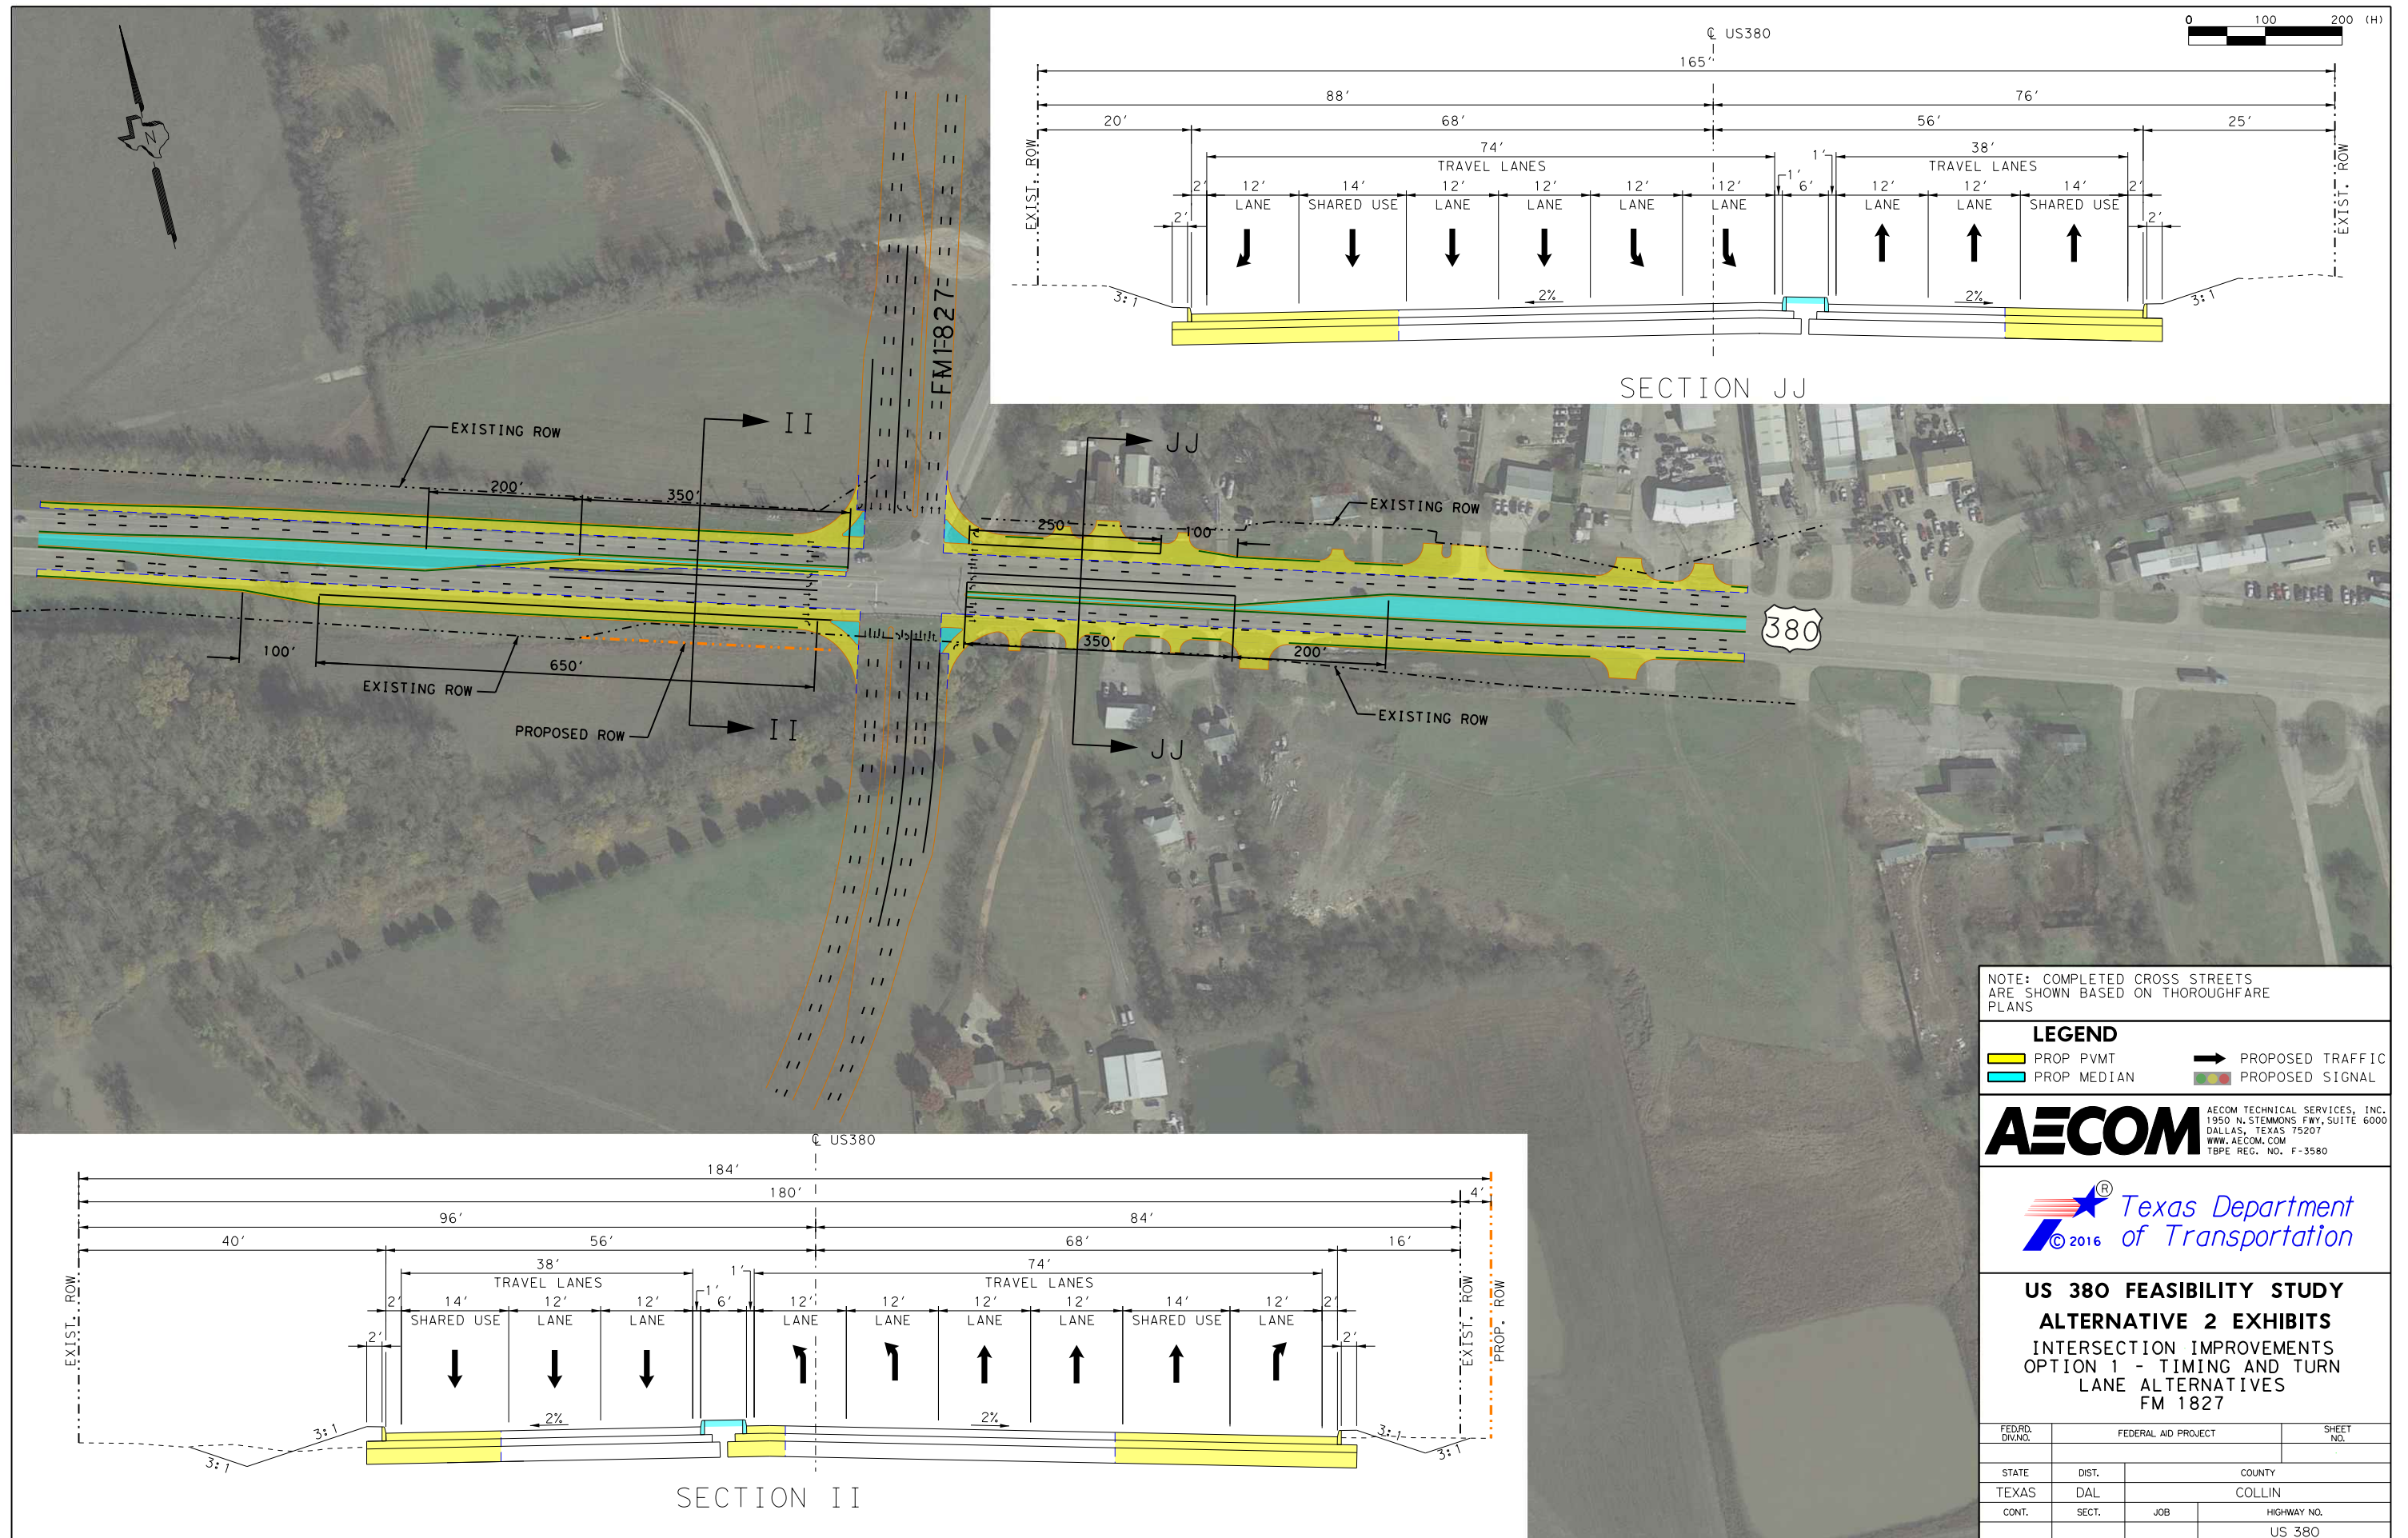 0 100 200 (H)
℄ US380
165'
88' 76'
20' 68' 56' 25'
74' 1' 38'
TRAVEL LANES TRAVEL LANES
2' 12' 14' 12' 12' 12' 12' 1' 6' 12' 12' 14' 2'
LANE SHARED USE LANE LANE LANE LANE LANE LANE SHARED USE
2' 2'
EXIST. ROW
EXIST. ROW
3:1 2% 2% 3:1
SECTION JJ
N
FM1827
II
JJ
EXISTING ROW
200' 350'
EXISTING ROW
250' 100'
380
100' 650'
350' 200'
EXISTING ROW
PROPOSED ROW
II
EXISTING ROW
JJ
℄ US380
184'
180' 4'
96' 84'
40' 56' 68' 16'
38' 1' 74'
TRAVEL LANES TRAVEL LANES
2' 14' 12' 12' 1' 6' 12' 12' 12' 12' 14' 12' 2'
SHARED USE LANE LANE LANE LANE LANE LANE SHARED USE LANE
2' 2'
EXIST. ROW
EXIST. ROW
PROP. ROW
3:1 3:1 2% 2% 3:1 3:1
SECTION II
NOTE: COMPLETED CROSS STREETS
ARE SHOWN BASED ON THOROUGHFARE
PLANS
LEGEND
PROP PVMT PROPOSED TRAFFIC
PROP MEDIAN PROPOSED SIGNAL
AECOM
AECOM TECHNICAL SERVICES, INC.
1950 N. STEMMONS FWY, SUITE 6000
DALLAS, TEXAS 75207
WWW.AECOM.COM
TBPE REG. NO. F-3580
® Texas Department
© 2016 of Transportation
US 380 FEASIBILITY STUDY
ALTERNATIVE 2 EXHIBITS
INTERSECTION IMPROVEMENTS
OPTION 1 - TIMING AND TURN
LANE ALTERNATIVES
FM 1827
FED.RD. DIV.NO. FEDERAL AID PROJECT SHEET NO.
STATE DIST. COUNTY
TEXAS DAL COLLIN
CONT. SECT. JOB HIGHWAY NO.
US 380